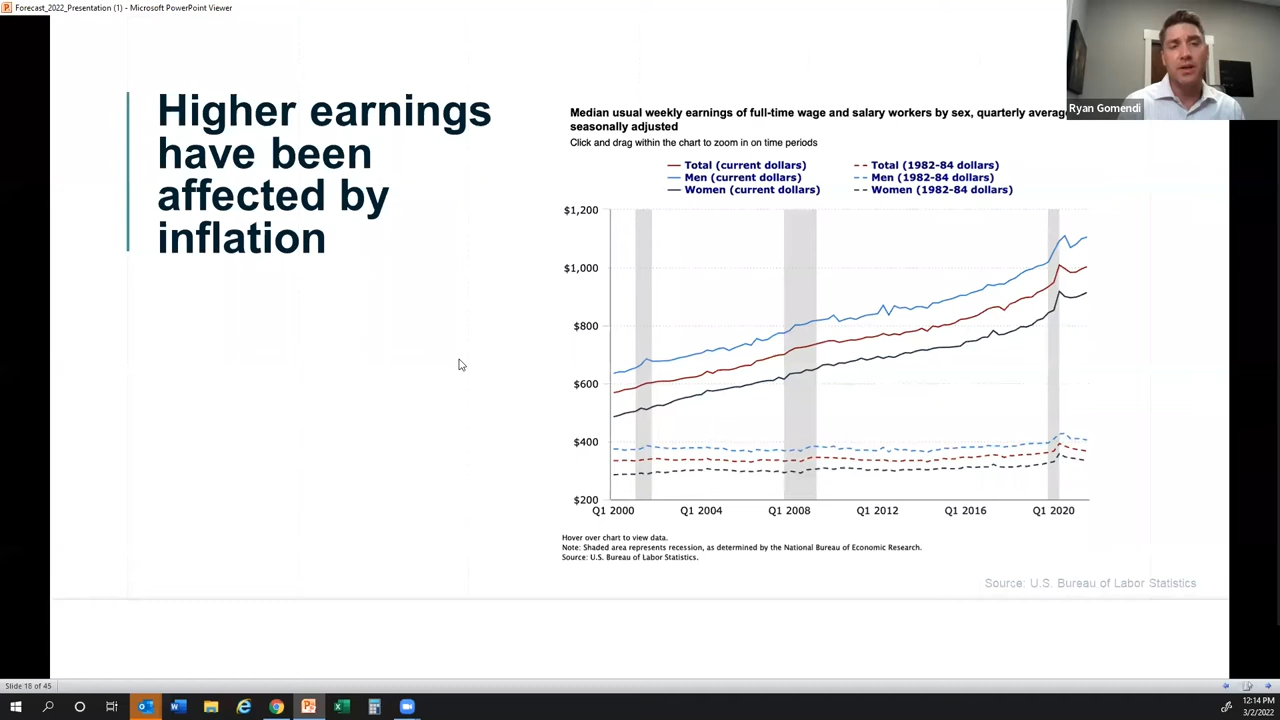 Forecast_2022_Presentation (1) - Microsoft PowerPoint Viewer
Ryan Gomendi
Higher earnings
have been
affected by
inflation
Median usual weekly earnings of full-time wage and salary workers by sex, quarterly
seasonally adjusted
Click and drag within the chart to zoom in on time periods
Total (current dollars) Total (1982-84 dollars)
Men (current dollars) Men (1982-84 dollars)
Women (current dollars) Women (1982-84 dollars)
$1,200
$1,000
$800
$600
$400
$200
Q1 2000 Q1 2004 Q1 2008 Q1 2012 Q1 2016 Q1 2020
Hover over chart to view data.
Note: Shaded area represents recession, as determined by the National Bureau of Economic Research.
Source: U.S. Bureau of Labor Statistics.
Source: U.S. Bureau of Labor Statistics
Slide 18 of 45
12:14 PM
3/2/2022